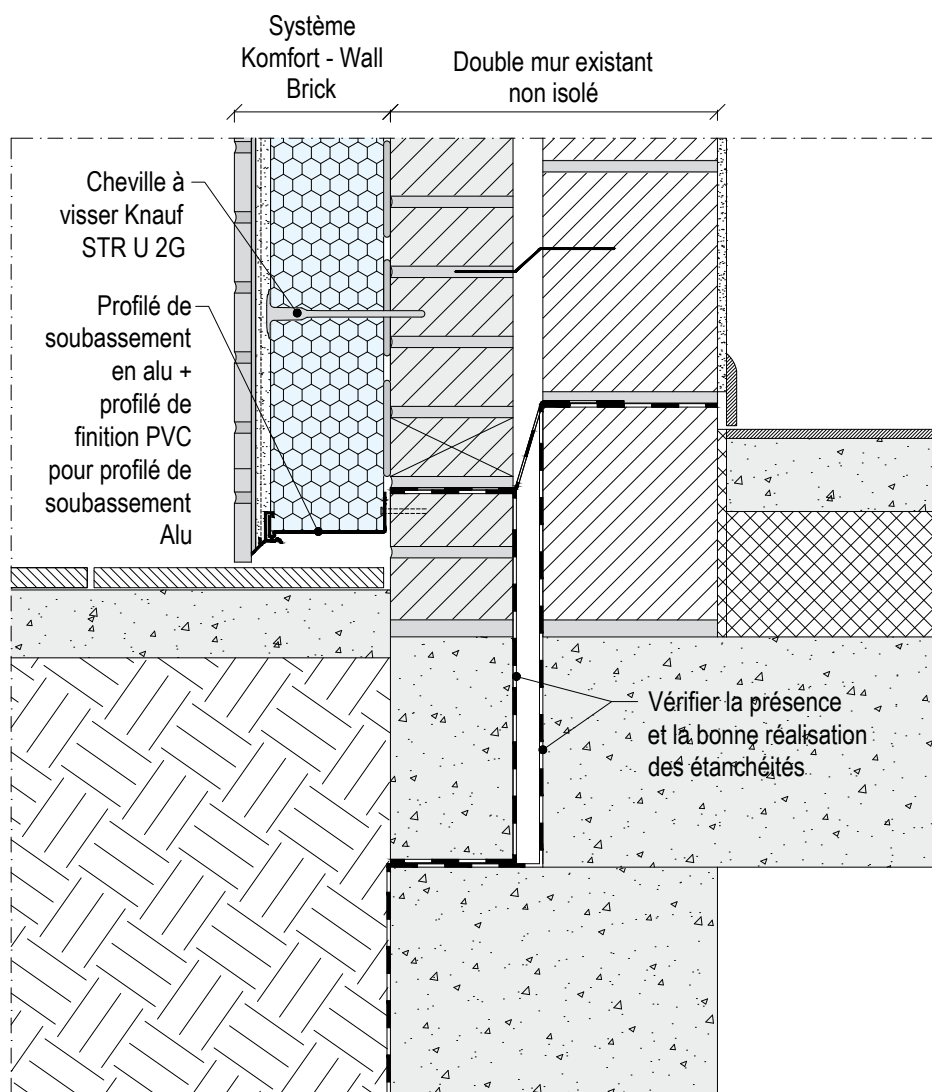 Système
Komfort - Wall
Brick
Double mur existant
non isolé
Cheville à
visser Knauf
STR U 2G
Profilé de
soubassement
en alu +
profilé de
finition PVC
pour profilé de
soubassement
Alu
Vérifier la présence
et la bonne réalisation
des étanchéités